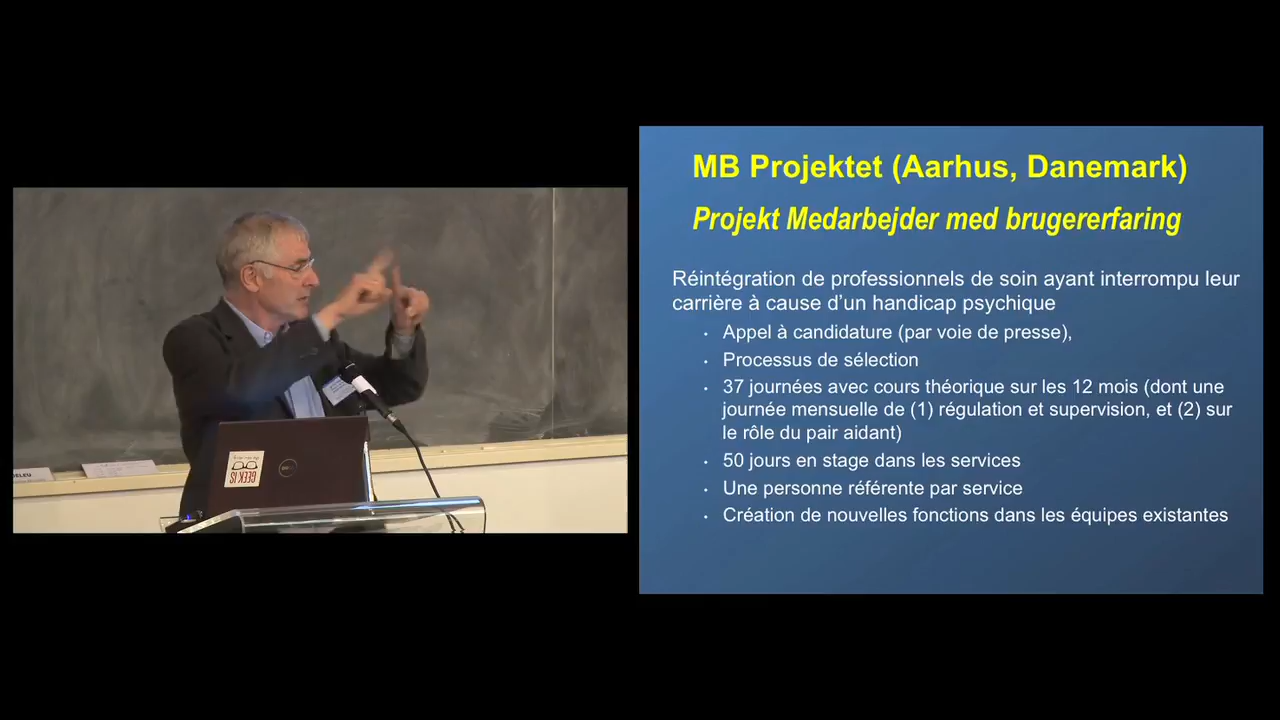 MB Projektet (Aarhus, Danemark)
Projekt Medarbejder med brugererfaring
Réintégration de professionnels de soin ayant interrompu leur
carrière à cause d’un handicap psychique
• Appel à candidature (par voie de presse),
• Processus de sélection
• 37 journées avec cours théorique sur les 12 mois (dont une
journée mensuelle de (1) régulation et supervision, et (2) sur
le rôle du pair aidant)
• 50 jours en stage dans les services
• Une personne référente par service
• Création de nouvelles fonctions dans les équipes existantes
GEEK IS